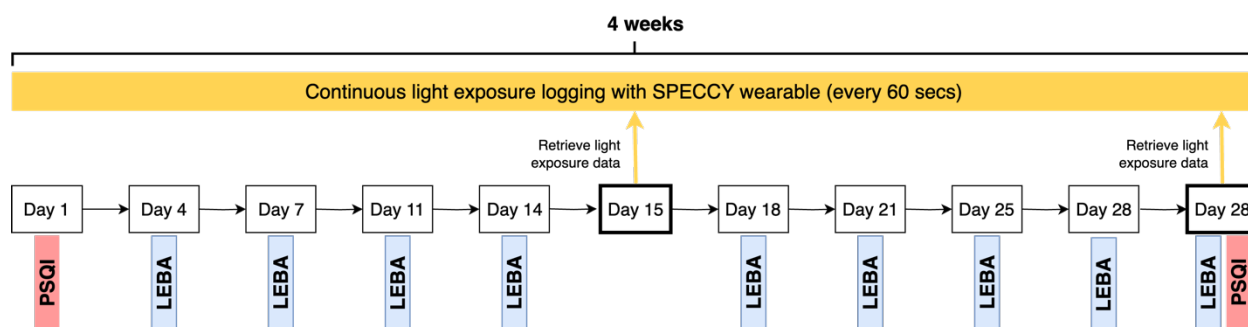 4 weeks
Continuous light exposure logging with SPECCY wearable (every 60 secs)
Retrieve light
exposure data
Retrieve light
exposure data
Day 1
Day 4
Day 7
Day 11
Day 14
Day 15
Day 18
Day 21
Day 25
Day 28
Day 28
PSQI
LEBA
LEBA
LEBA
LEBA
LEBA
LEBA
LEBA
LEBA
LEBA
PSQI